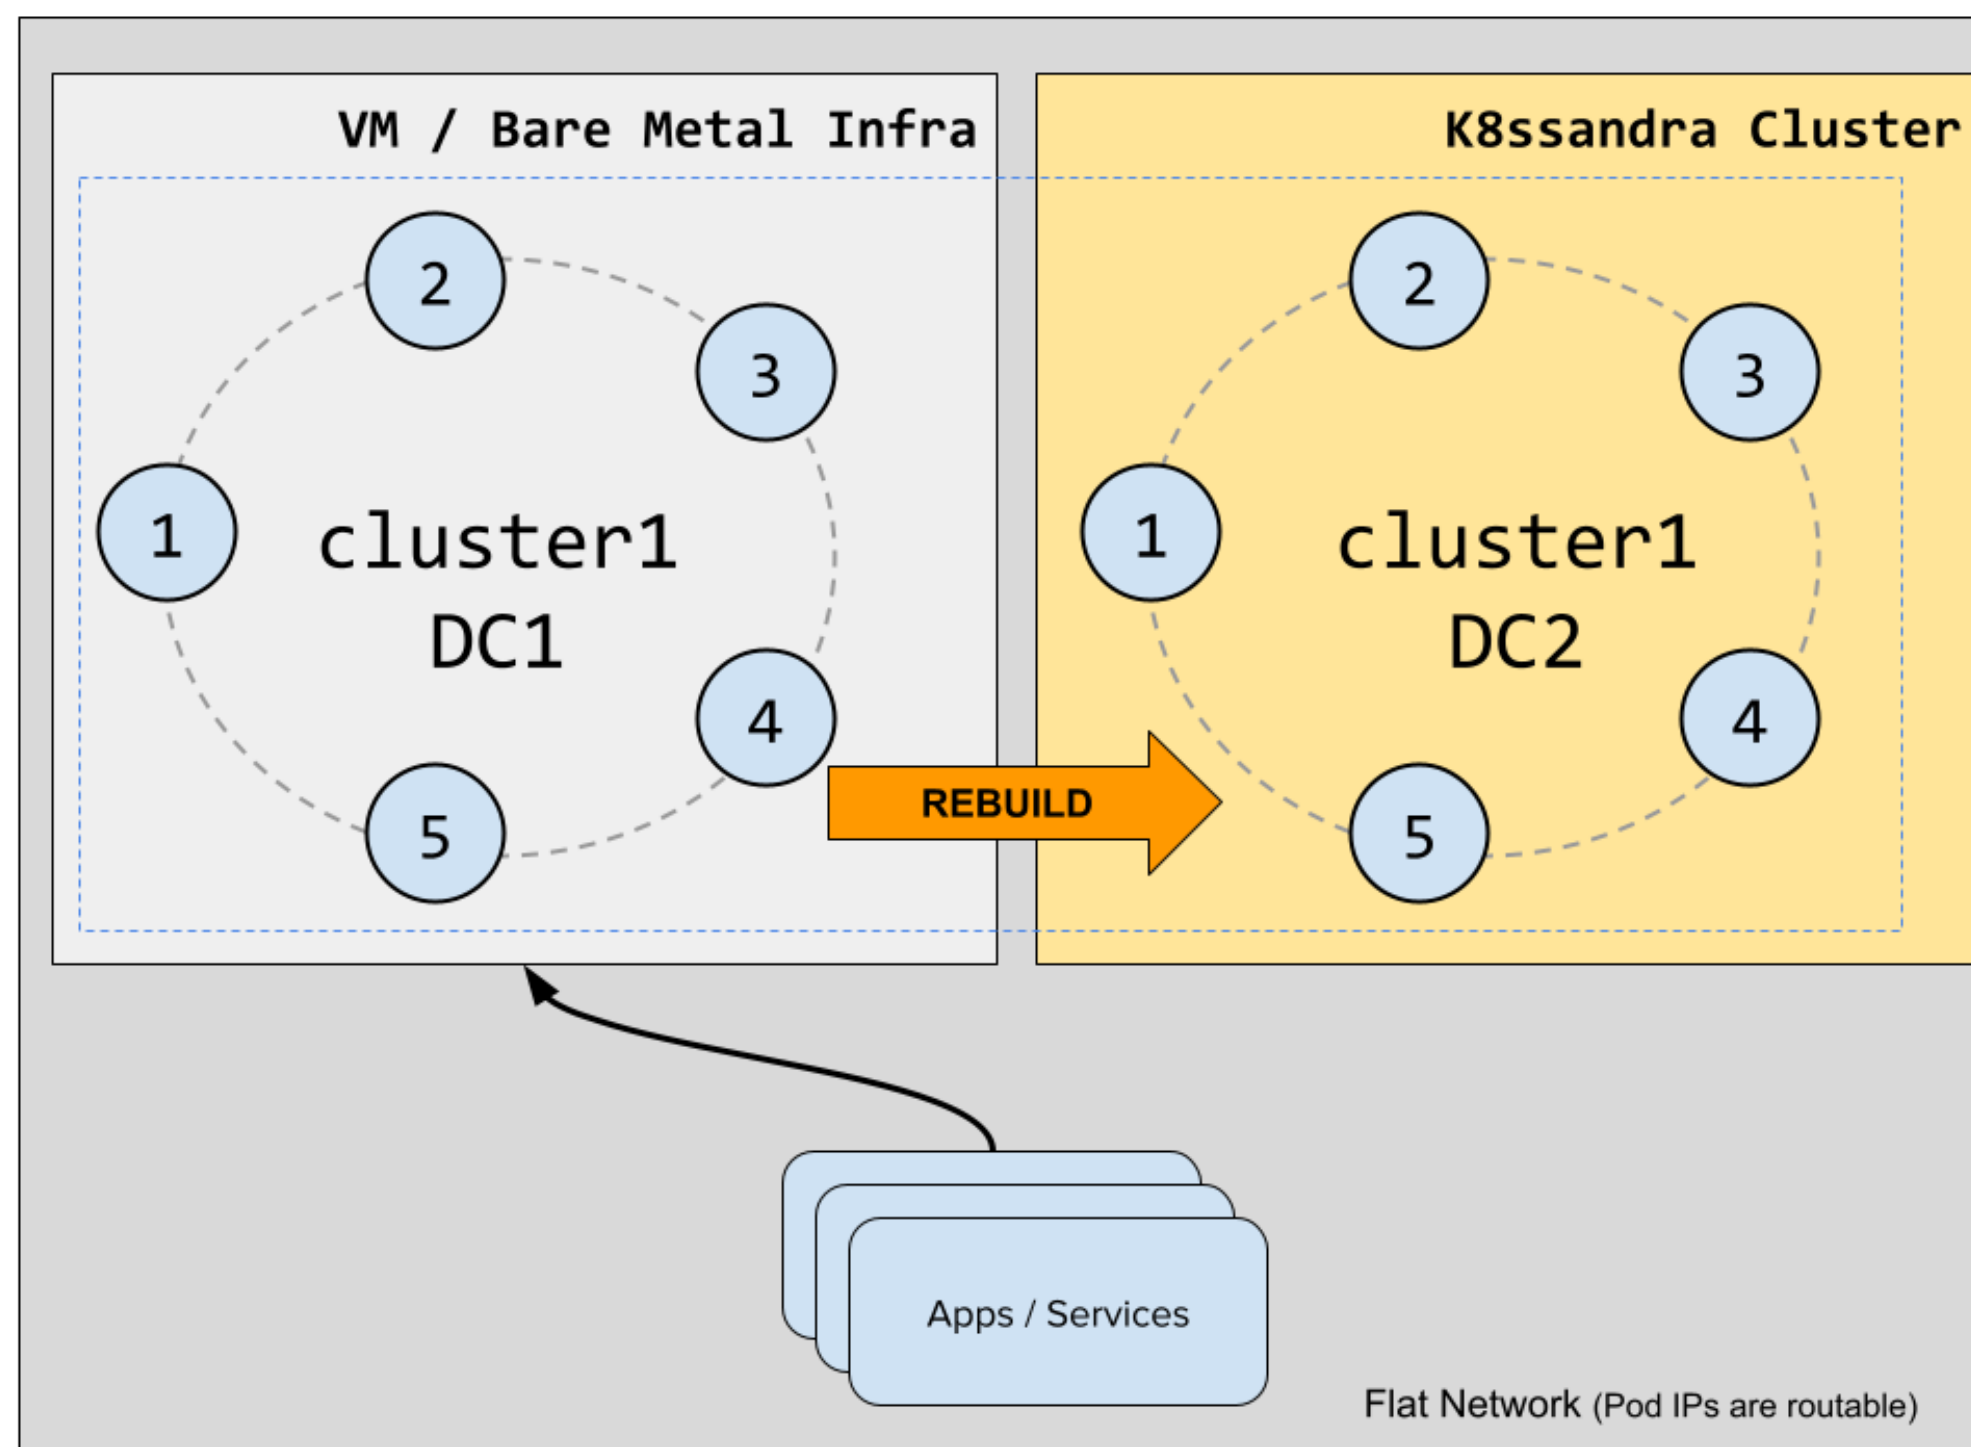 VM / Bare Metal Infra
2
3
1
cluster1
DC1
4
5
K8ssandra Cluster
2
3
1
cluster1
DC2
4
5
REBUILD
Apps / Services
Flat Network (Pod IPs are routable)